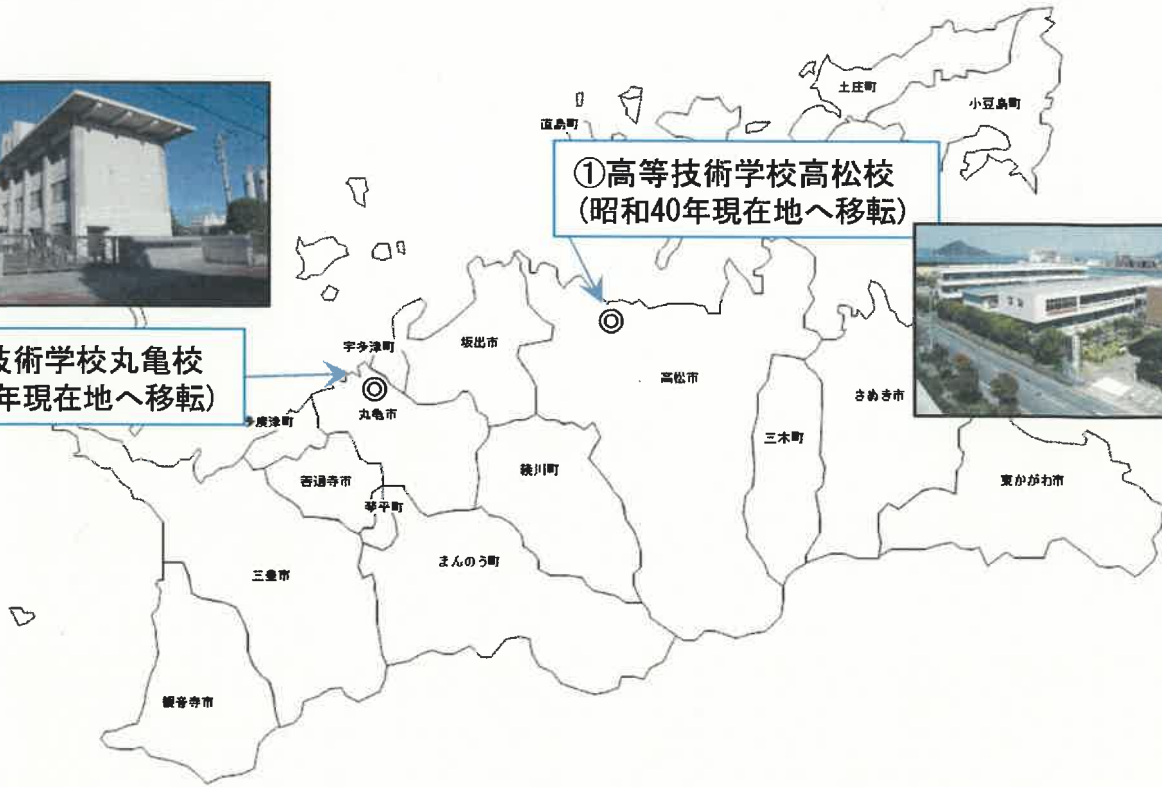 土庄町
小豆島町
直島町
①高等技術学校高松校
(昭和40年現在地へ移転)
宇多津町
坂出市
技術学校丸亀校
年現在地へ移転)
高松市
さぬき市
丸亀市
多度津町
三木町
綾川町
善通寺市
東かがわ市
琴平町
まんのう町
三豊市
観音寺市